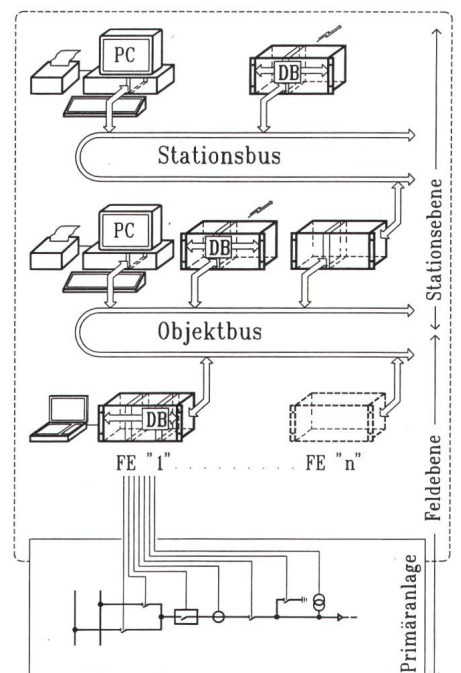 PC
DB
Stationsbus
PC
DB
Objektbus
DB
FE "1" . . . . . . . . . . . FE "n"
Stationsebene
Feldebene
Primäranlage